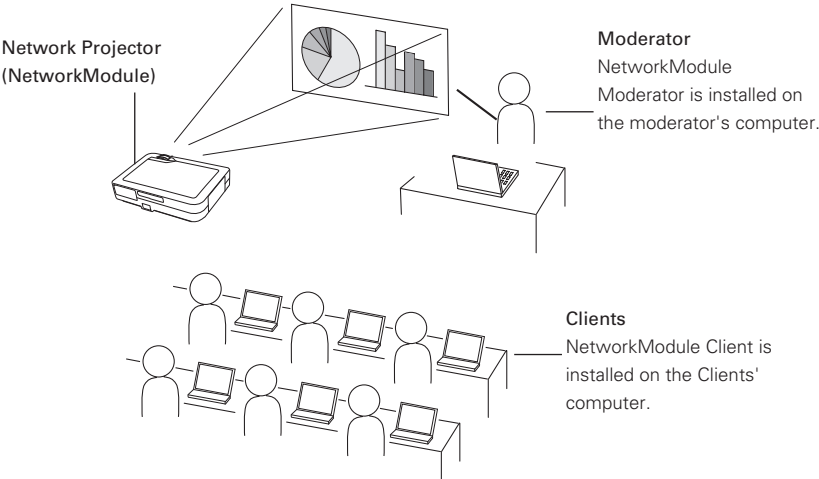 Network Projector
(NetworkModule)
Moderator
NetworkModule
Moderator is installed on
the moderator's computer.
Clients
NetworkModule Client is
installed on the Clients'
computer.